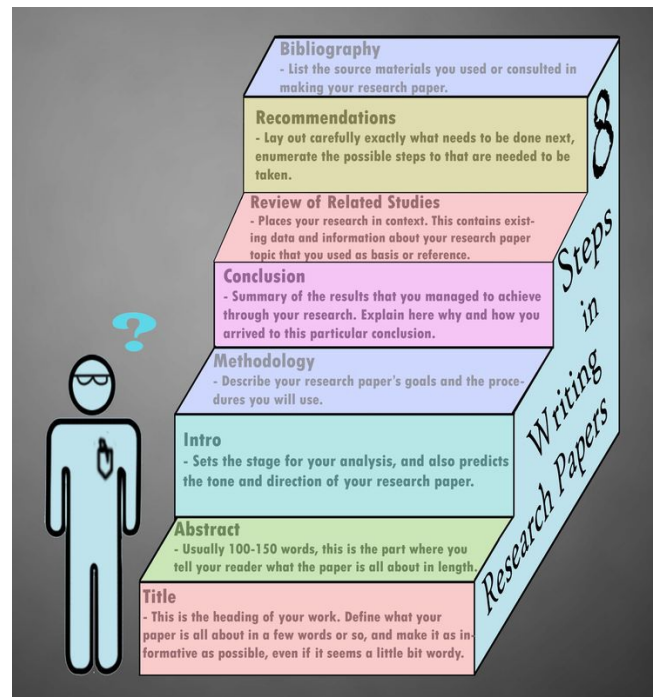 Bibliography
- List the source materials you used or consulted in
making your research paper.
Recommendations
- Lay out carefully exactly what needs to be done next,
enumerate the possible steps to that are needed to be
taken.
Review of Related Studies
- Places your research in context. This contains exist-
ing data and information about your research paper
topic that you used as basis or reference.
Conclusion
- Summary of the results that you managed to achieve
through your research. Explain here why and how you
arrived to this particular conclusion.
Methodology
- Describe your research paper's goals and the proce-
dures you will use.
Intro
- Sets the stage for your analysis, and also predicts
the tone and direction of your research paper.
Abstract
- Usually 100-150 words, this is the part where you
tell your reader what the paper is all about in length.
Title
- This is the heading of your work. Define what your
paper is all about in a few words or so, and make it as in-
formative as possible, even if it seems a little bit wordy.
8
Steps
in
Writing
Research Papers
?